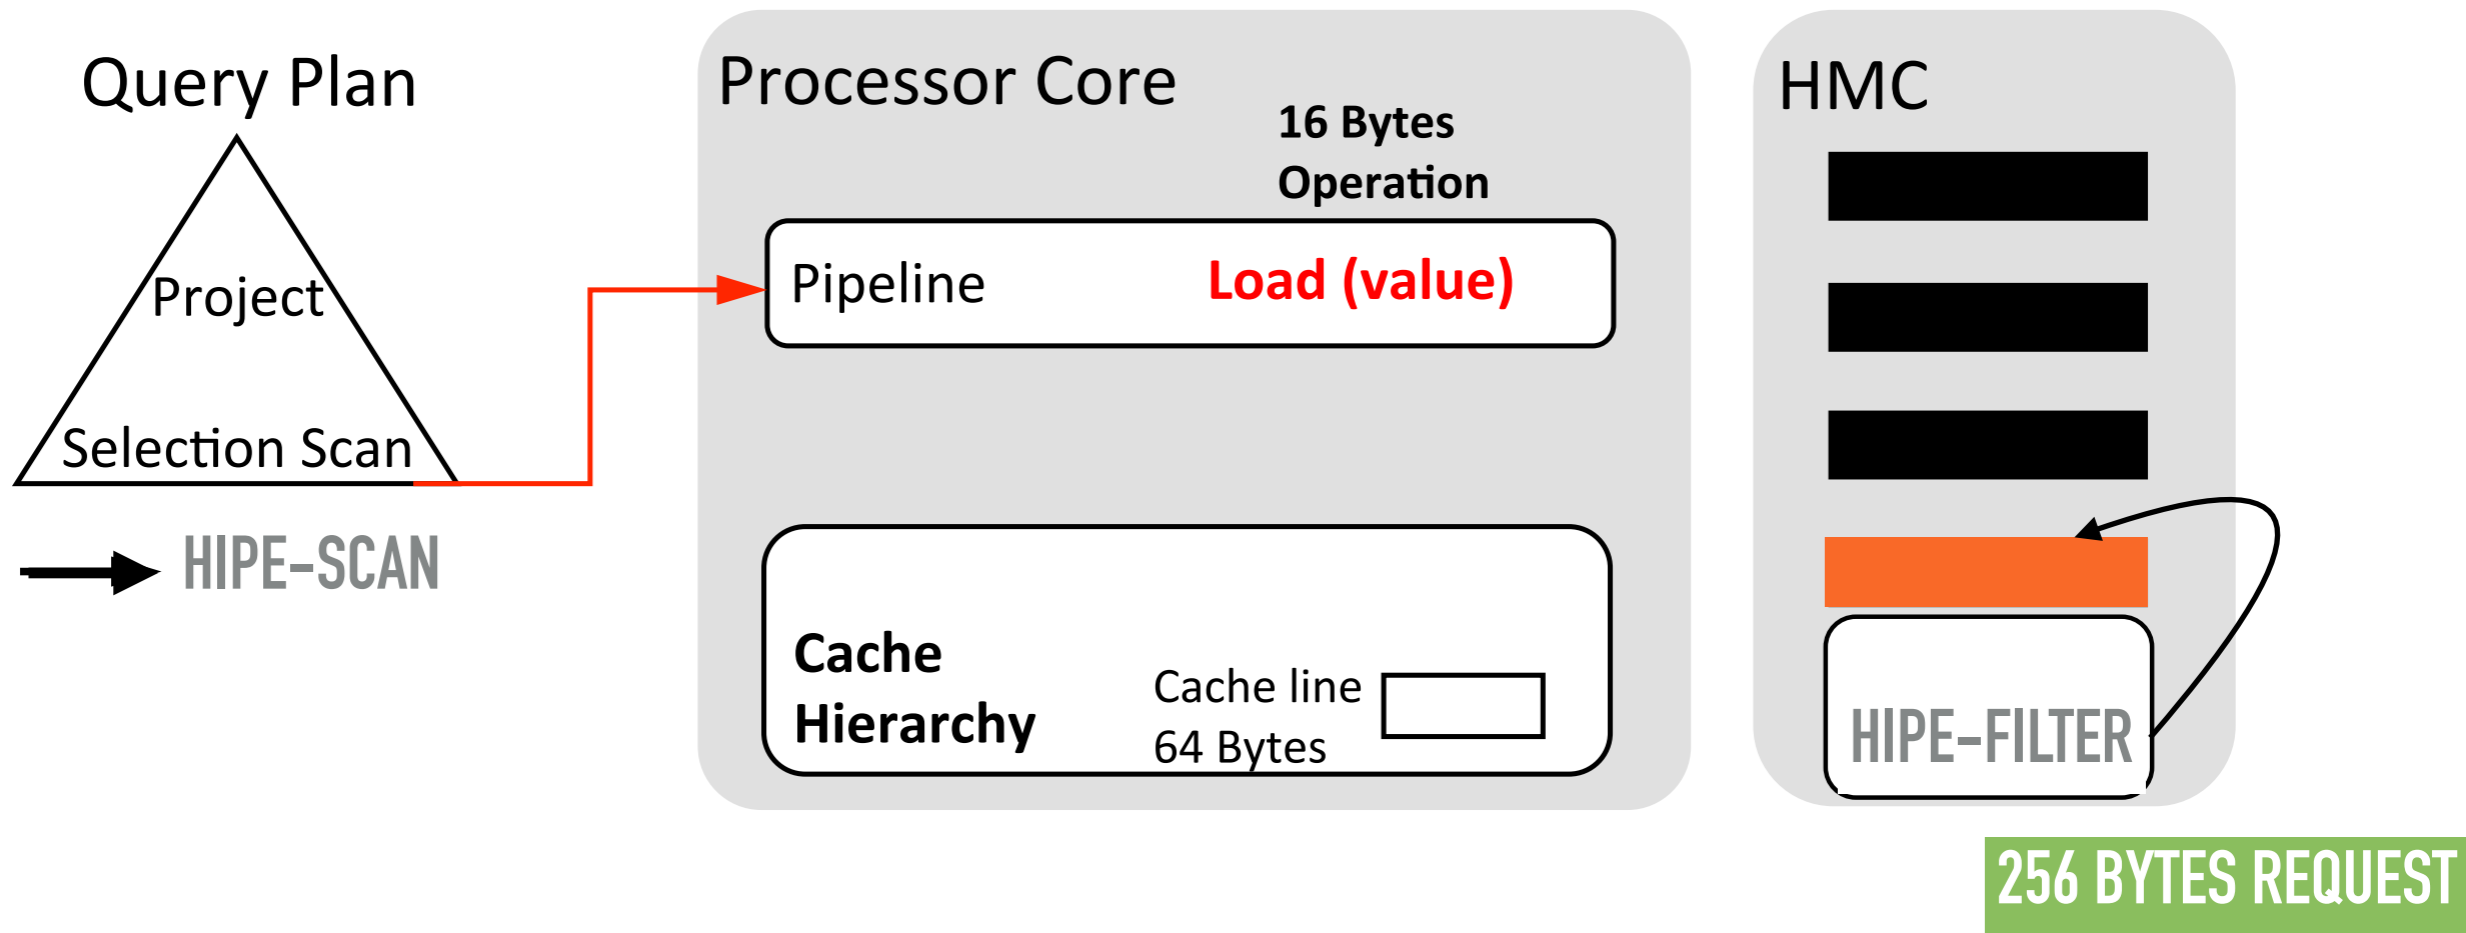 Query Plan
Project
Selection Scan
HIPE-SCAN
Processor Core
16 Bytes
Operation
Pipeline
Load (value)
Cache
Hierarchy
Cache line
64 Bytes
HMC
HIPE-FILTER
256 BYTES REQUEST